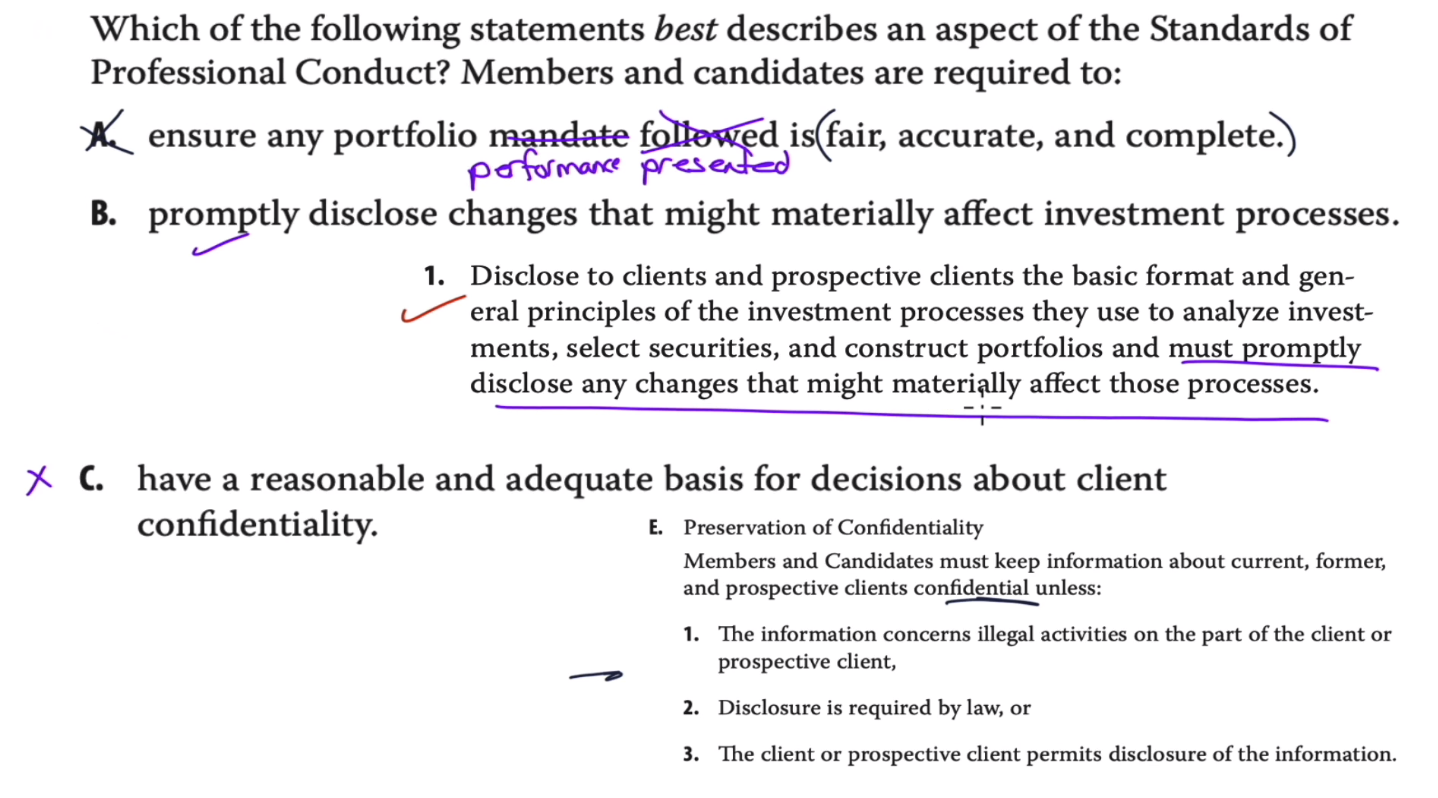 Which of the following statements best describes an aspect of the Standards of
Professional Conduct? Members and candidates are required to:
A. ensure any portfolio mandate followed is (fair, accurate, and complete.)
performance presented
B. promptly disclose changes that might materially affect investment processes.
1. Disclose to clients and prospective clients the basic format and gen-
eral principles of the investment processes they use to analyze invest-
ments, select securities, and construct portfolios and must promptly
disclose any changes that might materially affect those processes.
C. have a reasonable and adequate basis for decisions about client
confidentiality.
E. Preservation of Confidentiality
Members and Candidates must keep information about current, former,
and prospective clients confidential unless:
1. The information concerns illegal activities on the part of the client or
prospective client,
2. Disclosure is required by law, or
3. The client or prospective client permits disclosure of the information.